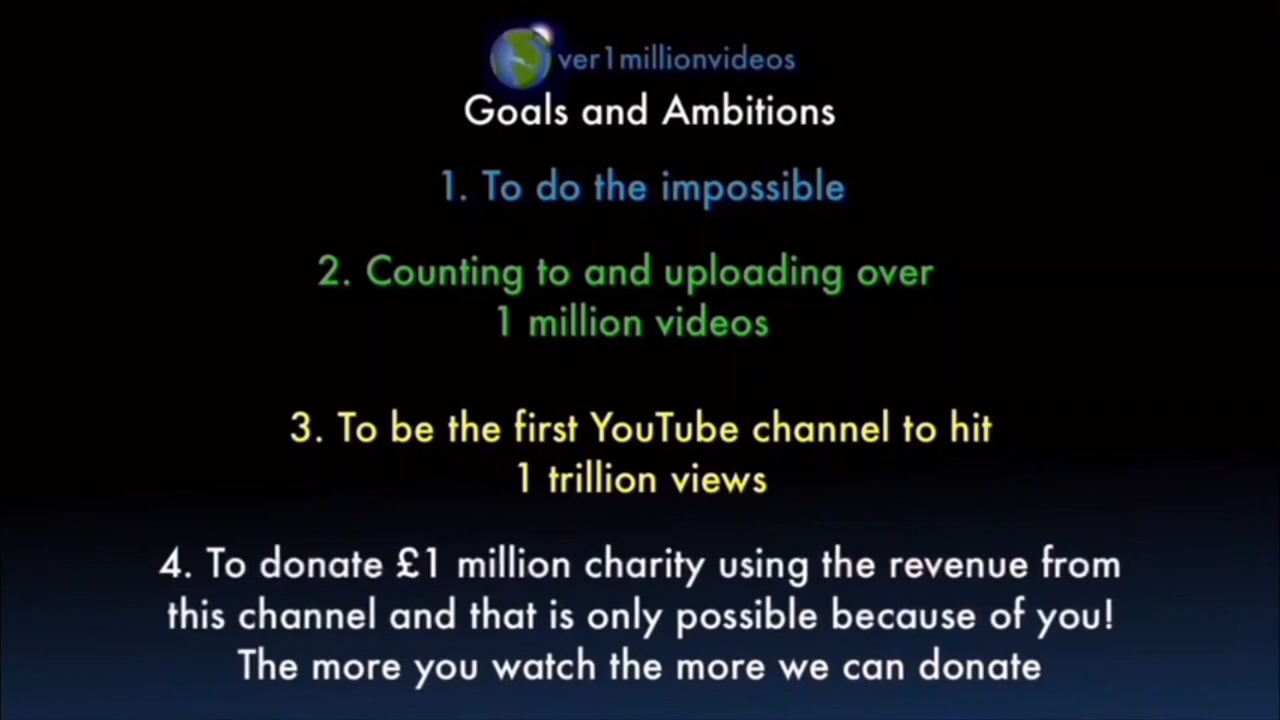 ver1millionvideos
Goals and Ambitions
1. To do the impossible
2. Counting to and uploading over
1 million videos
3. To be the first YouTube channel to hit
1 trillion views
4. To donate £1 million charity using the revenue from
this channel and that is only possible because of you!
The more you watch the more we can donate